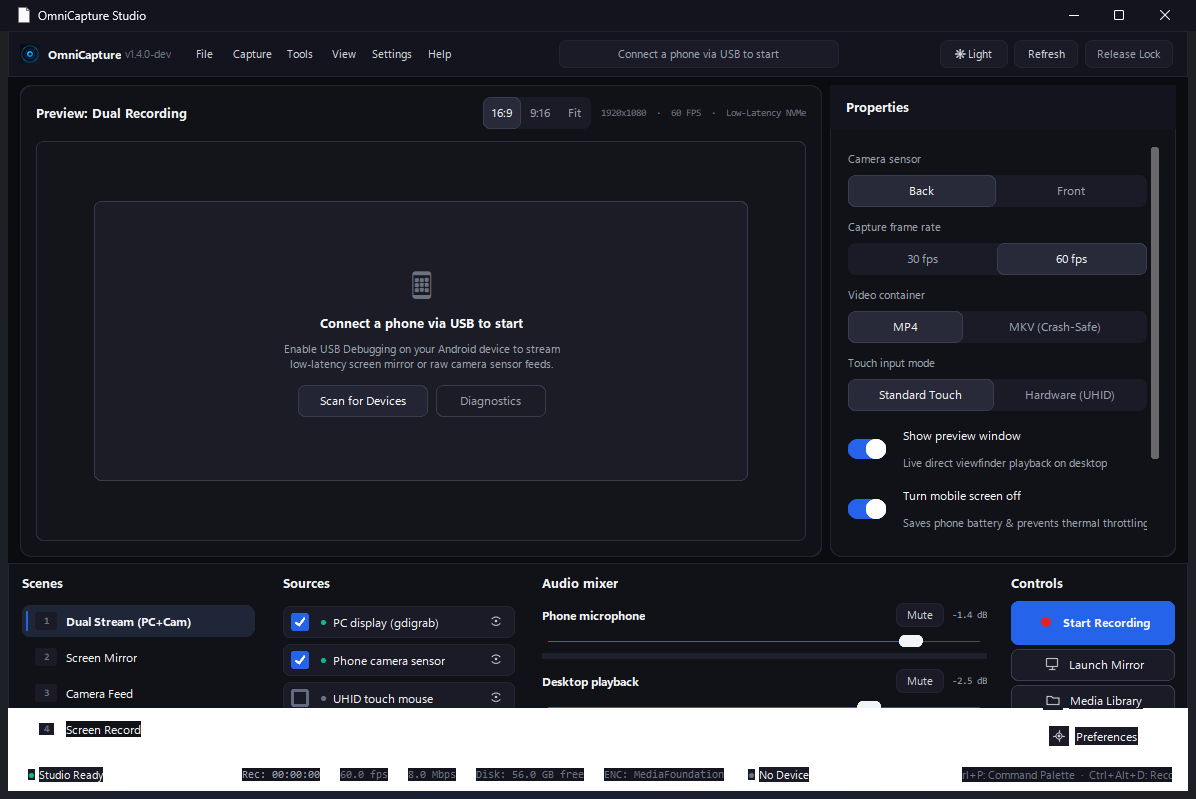 OmniCapture Studio
OmniCapture v1.4.0-dev File Capture Tools View Settings Help Connect a phone via USB to start Light Refresh Release Lock
Preview: Dual Recording 16:9 9:16 Fit 1920x1080 · 60 FPS · Low-Latency NVMe
Connect a phone via USB to start
Enable USB Debugging on your Android device to stream
low-latency screen mirror or raw camera sensor feeds.
Scan for Devices Diagnostics
Properties
Camera sensor
Back Front
Capture frame rate
30 fps 60 fps
Video container
MP4 MKV (Crash-Safe)
Touch input mode
Standard Touch Hardware (UHID)
Show preview window
Live direct viewfinder playback on desktop
Turn mobile screen off
Saves phone battery & prevents thermal throttling
Scenes
1 Dual Stream (PC+Cam)
2 Screen Mirror
3 Camera Feed
4 Screen Record
Sources
PC display (gdigrab)
Phone camera sensor
UHID touch mouse
Audio mixer
Phone microphone Mute -1.4 dB
Desktop playback Mute -2.5 dB
Controls
Start Recording
Launch Mirror
Media Library
Preferences
Studio Ready Rec: 00:00:00 60.0 fps 8.0 Mbps Disk: 56.0 GB free ENC: MediaFoundation No Device rl+P: Command Palette · Ctrl+Alt+D: Rec